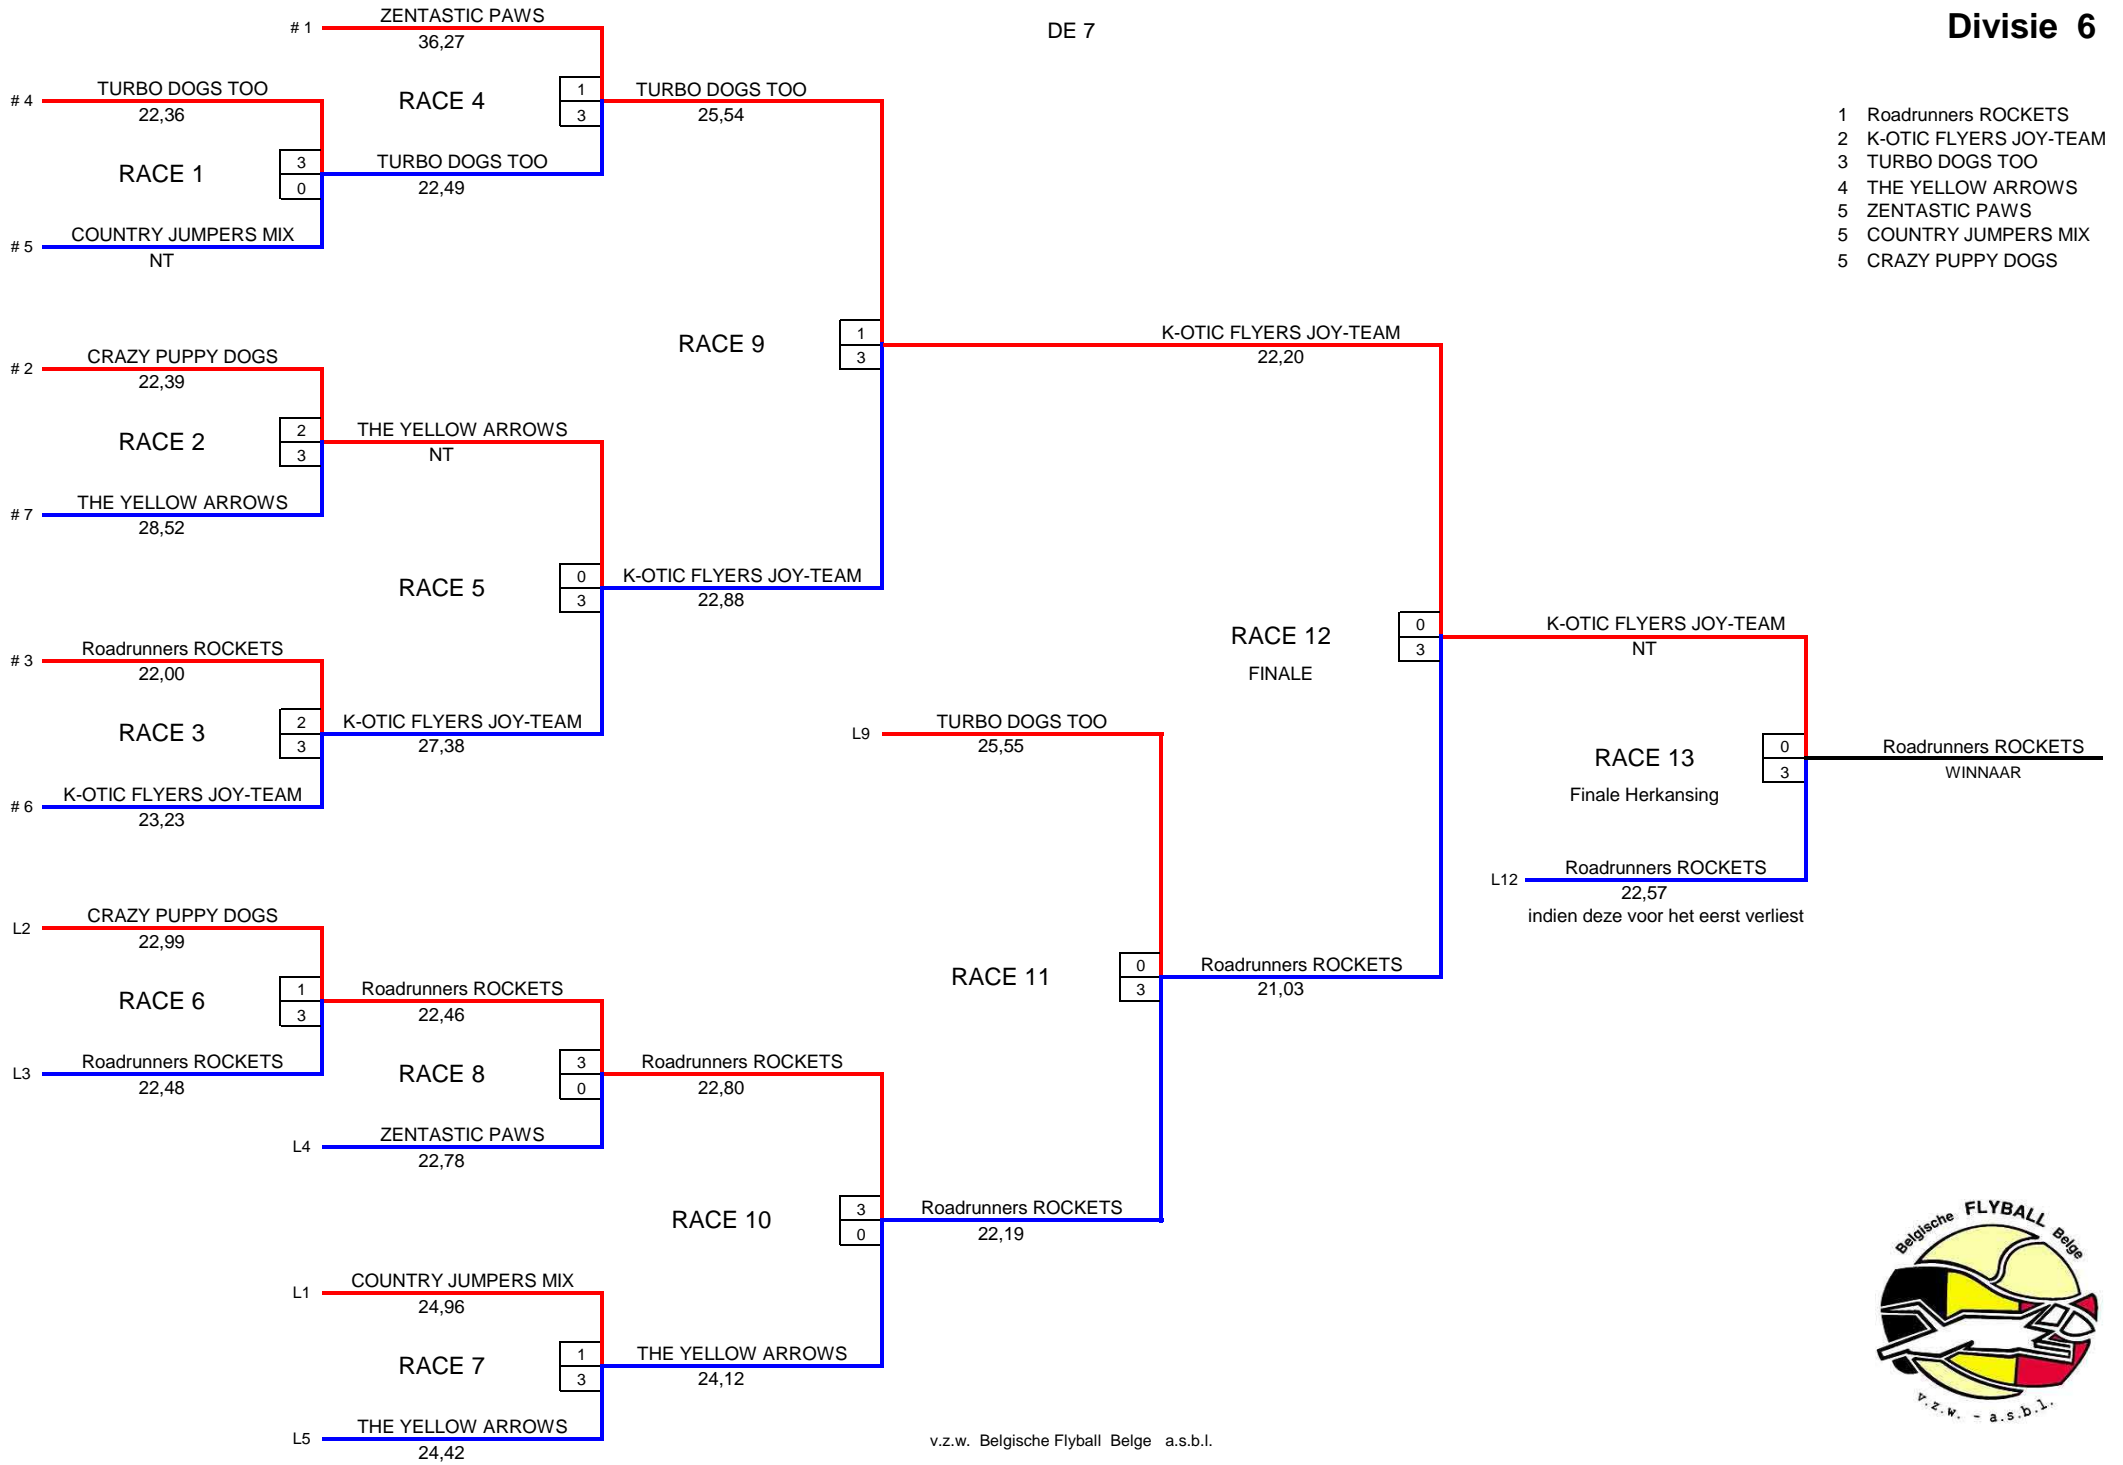 Divisie 6
DE 7
# 1 ZENTASTIC PAWS
36,27
RACE 4
1
3
# 4 TURBO DOGS TOO
22,36
RACE 1
3
0
TURBO DOGS TOO
22,49
TURBO DOGS TOO
25,54
# 5 COUNTRY JUMPERS MIX
NT
1 Roadrunners ROCKETS
2 K-OTIC FLYERS JOY-TEAM
3 TURBO DOGS TOO
4 THE YELLOW ARROWS
5 ZENTASTIC PAWS
5 COUNTRY JUMPERS MIX
5 CRAZY PUPPY DOGS
RACE 9
1
3
K-OTIC FLYERS JOY-TEAM
22,20
# 2 CRAZY PUPPY DOGS
22,39
RACE 2
2
3
THE YELLOW ARROWS
NT
# 7 THE YELLOW ARROWS
28,52
RACE 5
0
3
K-OTIC FLYERS JOY-TEAM
22,88
# 3 Roadrunners ROCKETS
22,00
RACE 3
2
3
K-OTIC FLYERS JOY-TEAM
27,38
# 6 K-OTIC FLYERS JOY-TEAM
23,23
RACE 12
FINALE
0
3
K-OTIC FLYERS JOY-TEAM
NT
L9 TURBO DOGS TOO
25,55
RACE 13
Finale Herkansing
0
3
Roadrunners ROCKETS
WINNAAR
L12 Roadrunners ROCKETS
22,57
indien deze voor het eerst verliest
L2 CRAZY PUPPY DOGS
22,99
RACE 6
1
3
Roadrunners ROCKETS
22,46
L3 Roadrunners ROCKETS
22,48
RACE 8
3
0
Roadrunners ROCKETS
22,80
L4 ZENTASTIC PAWS
22,78
RACE 11
0
3
Roadrunners ROCKETS
21,03
RACE 10
3
0
Roadrunners ROCKETS
22,19
L1 COUNTRY JUMPERS MIX
24,96
RACE 7
1
3
THE YELLOW ARROWS
24,12
L5 THE YELLOW ARROWS
24,42
v.z.w. Belgische Flyball Belge a.s.b.l.
Belgische FLYBALL Belge
v.z.w. - a.s.b.l.